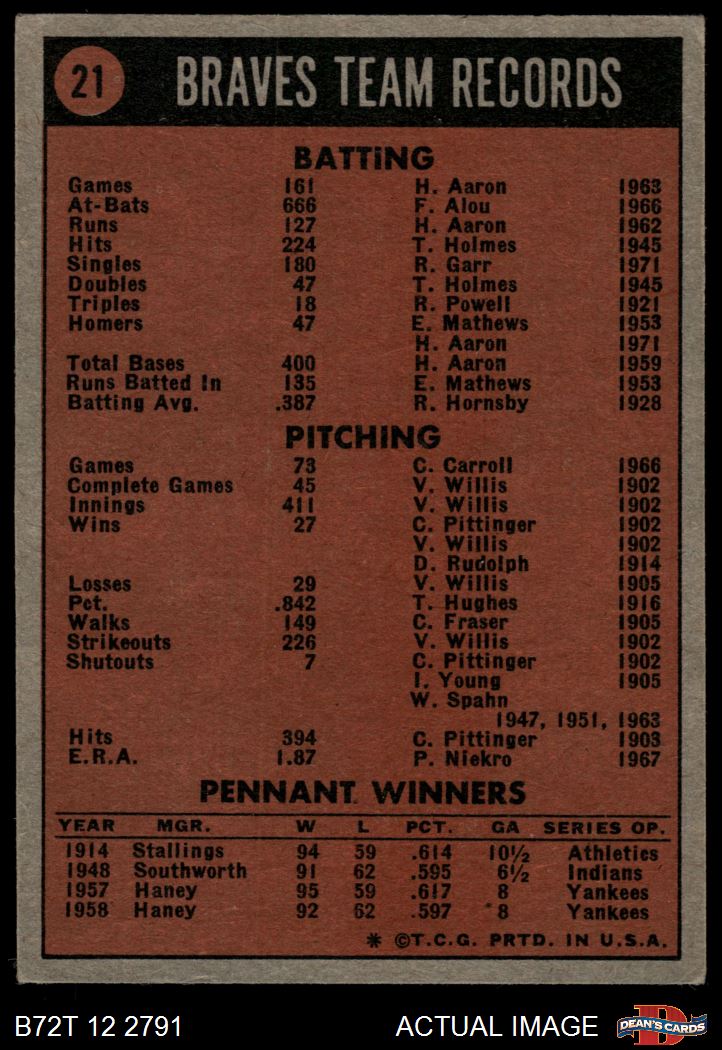 21 BRAVES TEAM RECORDS
BATTiNG
Games 161 H. Aaron 1963
At-Bats 666 F. Alou 1966
Runs 127 H. Aaron 1962
Hits 224 T. Holmes 1945
Singles 180 R. Garr 1971
Doubles 47 T. Holmes 1945
Triples 18 R. Powell 1921
Homers 47 E. Mathews 1953
H. Aaron 1971
Total Bases 400 H. Aaron 1959
Runs Batted In 135 E. Mathews 1953
Batting Avg. .387 R. Hornsby 1928
PITCHING
Games 73 C. Carroll 1966
Complete Games 45 V. Willis 1902
Innings 411 V. Willis 1902
Wins 27 C. Pittinger 1902
V. Willis 1902
D. Rudolph 1914
Losses 29 V. Willis 1905
Pct. .842 T. Hughes 1916
Walks 149 C. Fraser 1905
Strikeouts 226 V. Willis 1902
Shutouts 7 C. Pittinger 1902
I. Young 1905
W. Spahn
1947, 1951, 1963
Hits 394 C. Pittinger 1903
E.R.A. 1.87 P. Niekro 1967
PENNANT WINNERS
YEAR MGR. W L PCT. GA SERIES OP.
1914 Stallings 94 59 .614 10½ Athletics
1948 Southworth 91 62 .595 6½ Indians
1957 Haney 95 59 .617 8 Yankees
1958 Haney 92 62 .597 8 Yankees
* ©T.C.G. PRTD. IN U.S.A.
B72T 12 2791 ACTUAL IMAGE D DEAN'S CARDS